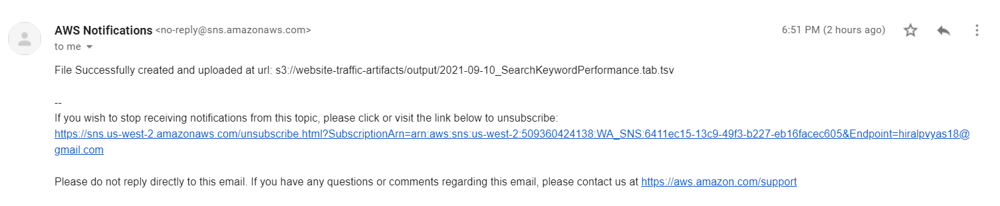 AWS Notifications <no-reply@sns.amazonaws.com> 6:51 PM (2 hours ago)
to me
File Successfully created and uploaded at url: s3://website-traffic-artifacts/output/2021-09-10_SearchKeywordPerformance.tab.tsv
--
If you wish to stop receiving notifications from this topic, please click or visit the link below to unsubscribe:
https://sns.us-west-2.amazonaws.com/unsubscribe.html?SubscriptionArn=arn:aws:sns:us-west-2:509360424138:WA_SNS:6411ec15-13c9-49f3-b227-eb16facec605&Endpoint=hiralpvyas18@
gmail.com
Please do not reply directly to this email. If you have any questions or comments regarding this email, please contact us at https://aws.amazon.com/support